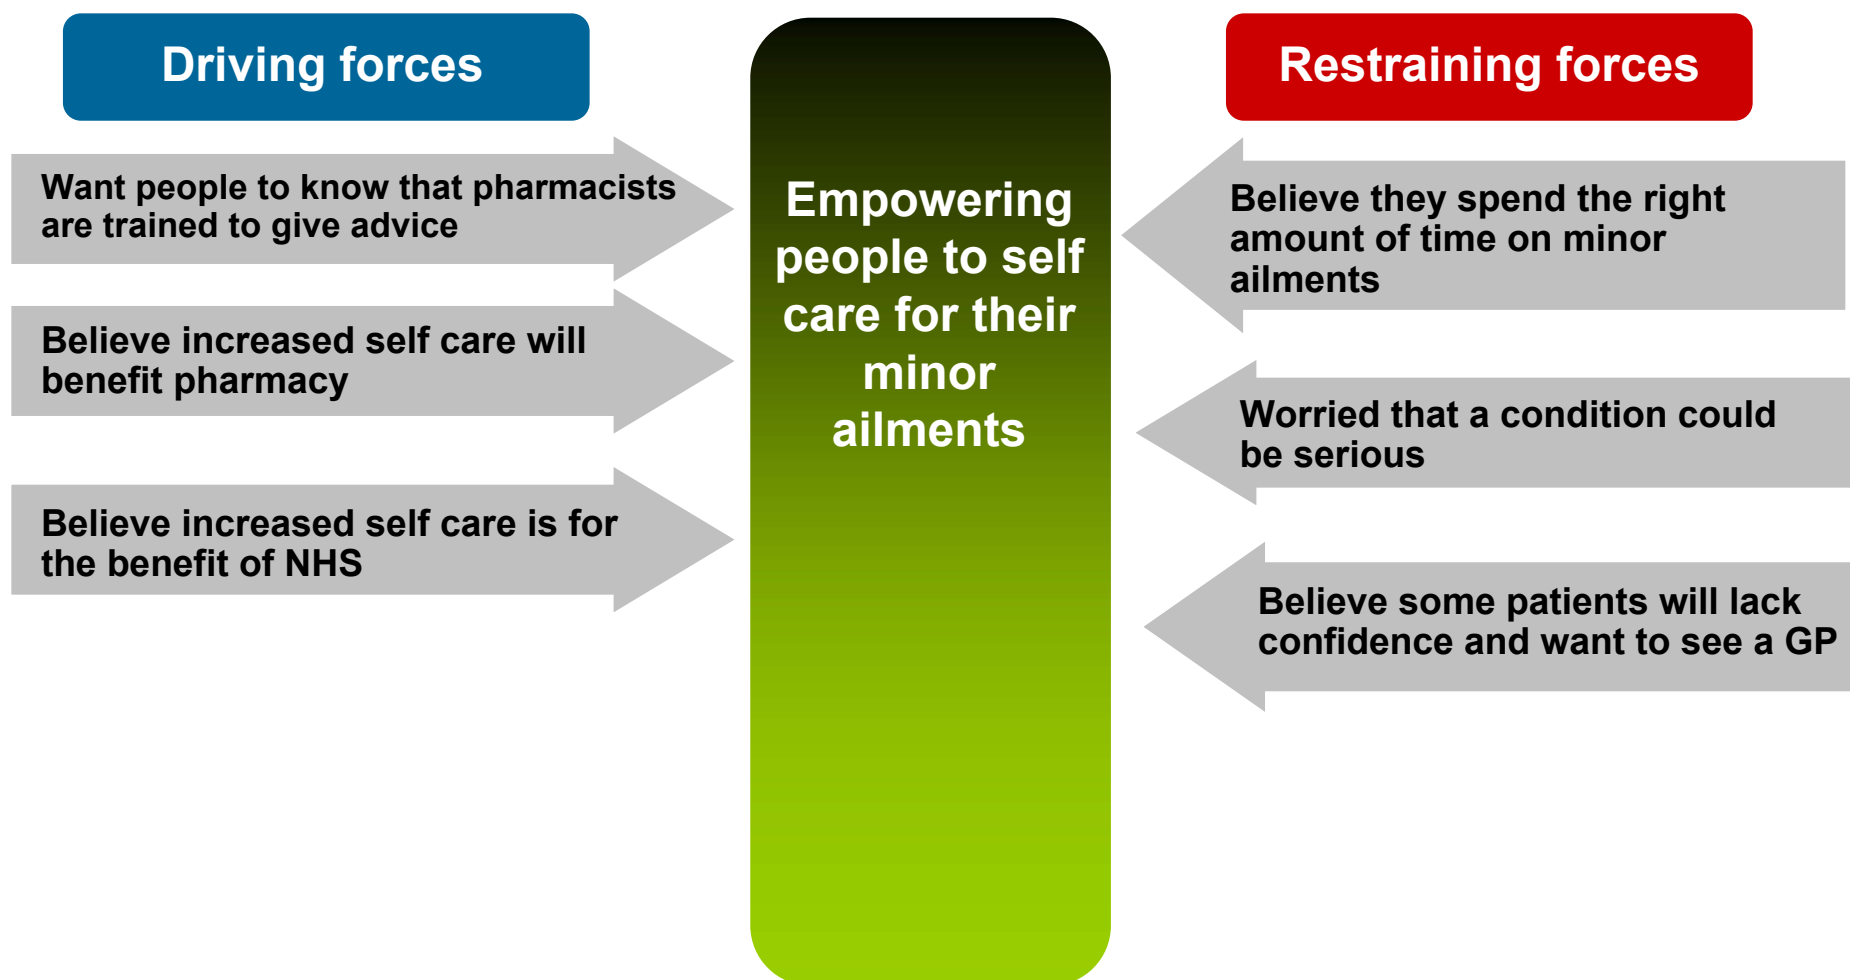 Driving forces
Want people to know that pharmacists
are trained to give advice
Believe increased self care will
benefit pharmacy
Believe increased self care is for
the benefit of NHS
Empowering
people to self
care for their
minor
ailments
Restraining forces
Believe they spend the right
amount of time on minor
ailments
Worried that a condition could
be serious
Believe some patients will lack
confidence and want to see a GP